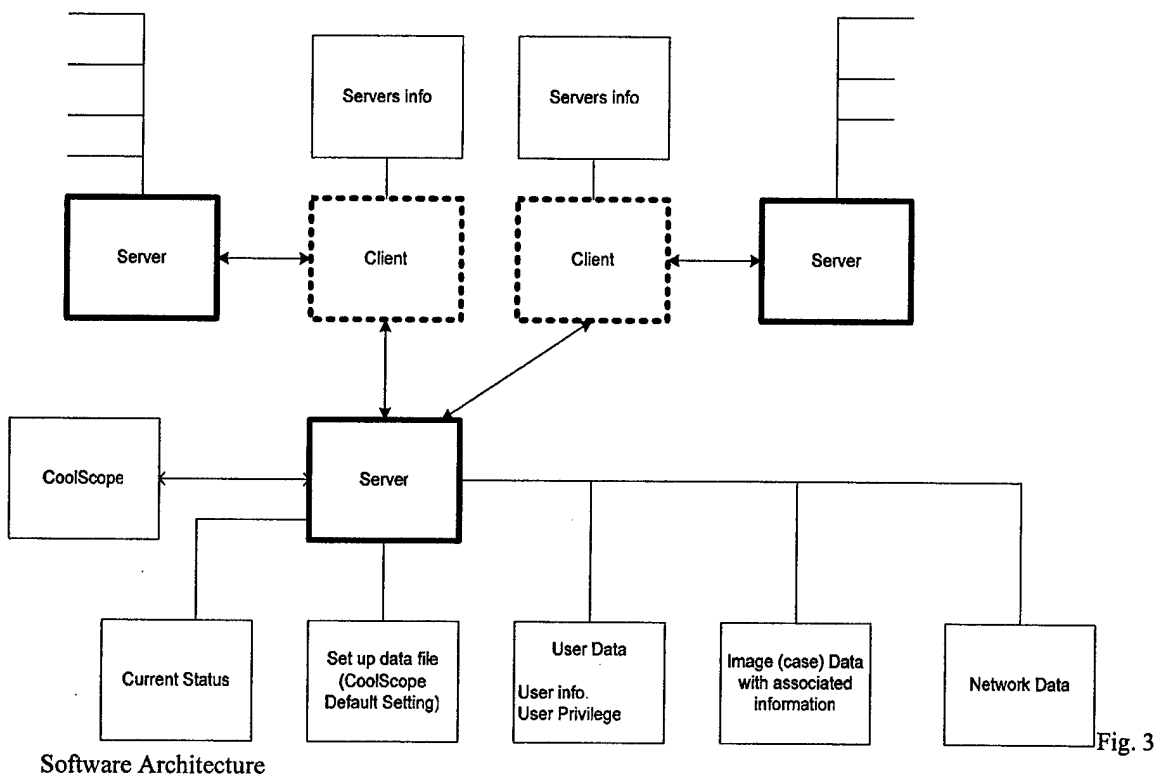 Servers info
Servers info
Server
Client
Client
Server
CoolScope
Server
Current Status
Set up data file
(CoolScope
Default Setting)
User Data
User info.
User Privilege
Image (case) Data
with associated
information
Network Data
Fig. 3
Software Architecture